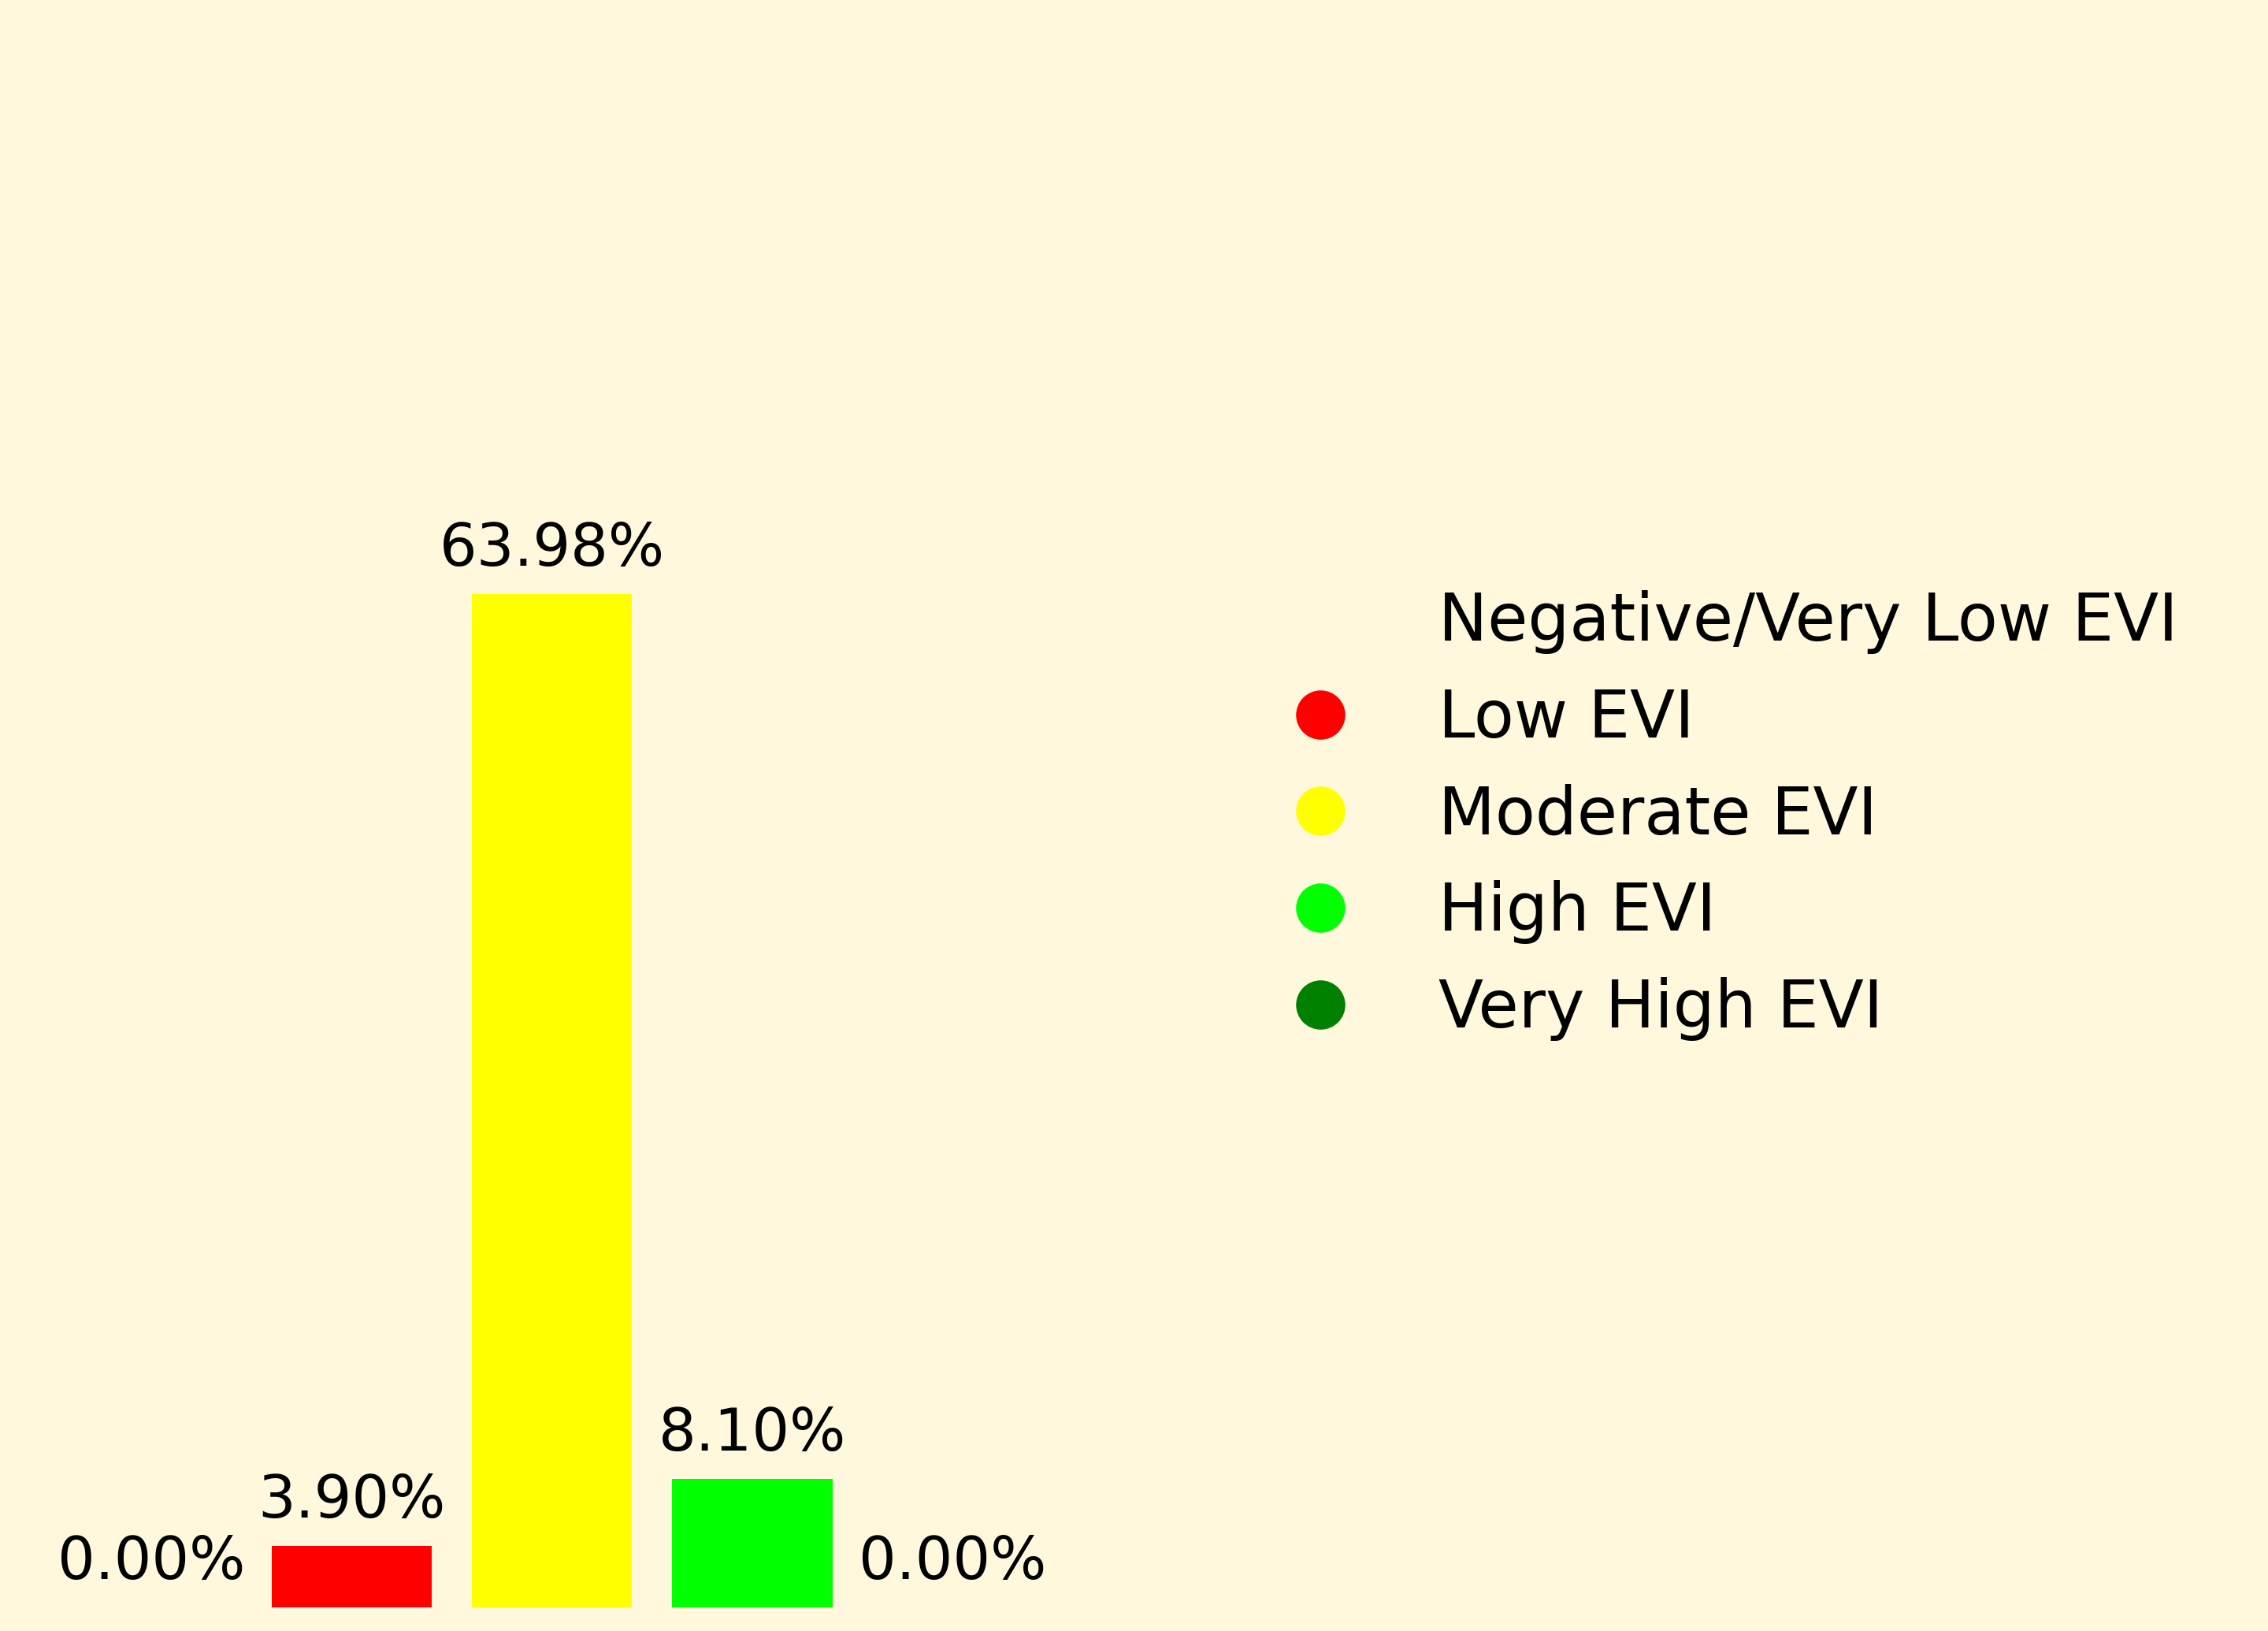 63.98%
Negative/Very Low EVI
Low EVI
Moderate EVI
High EVI
Very High EVI
8.10%
3.90%
0.00%
0.00%